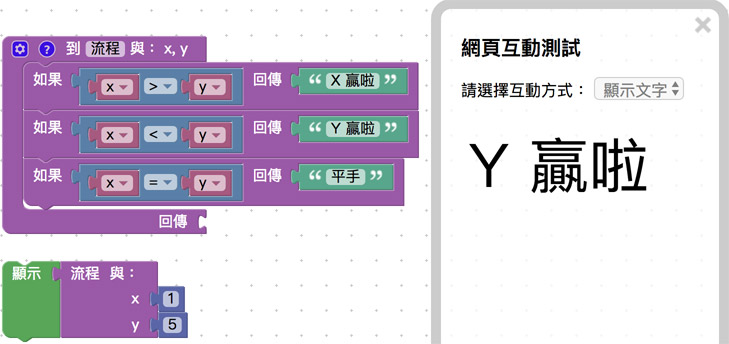 到 流程 與： x, y
如果 x > y 回傳 “ X 贏啦 ”
如果 x < y 回傳 “ Y 贏啦 ”
如果 x = y 回傳 “ 平手 ”
回傳
顯示 流程 與：
x 1
y 5
網頁互動測試
請選擇互動方式： 顯示文字
Y 贏啦